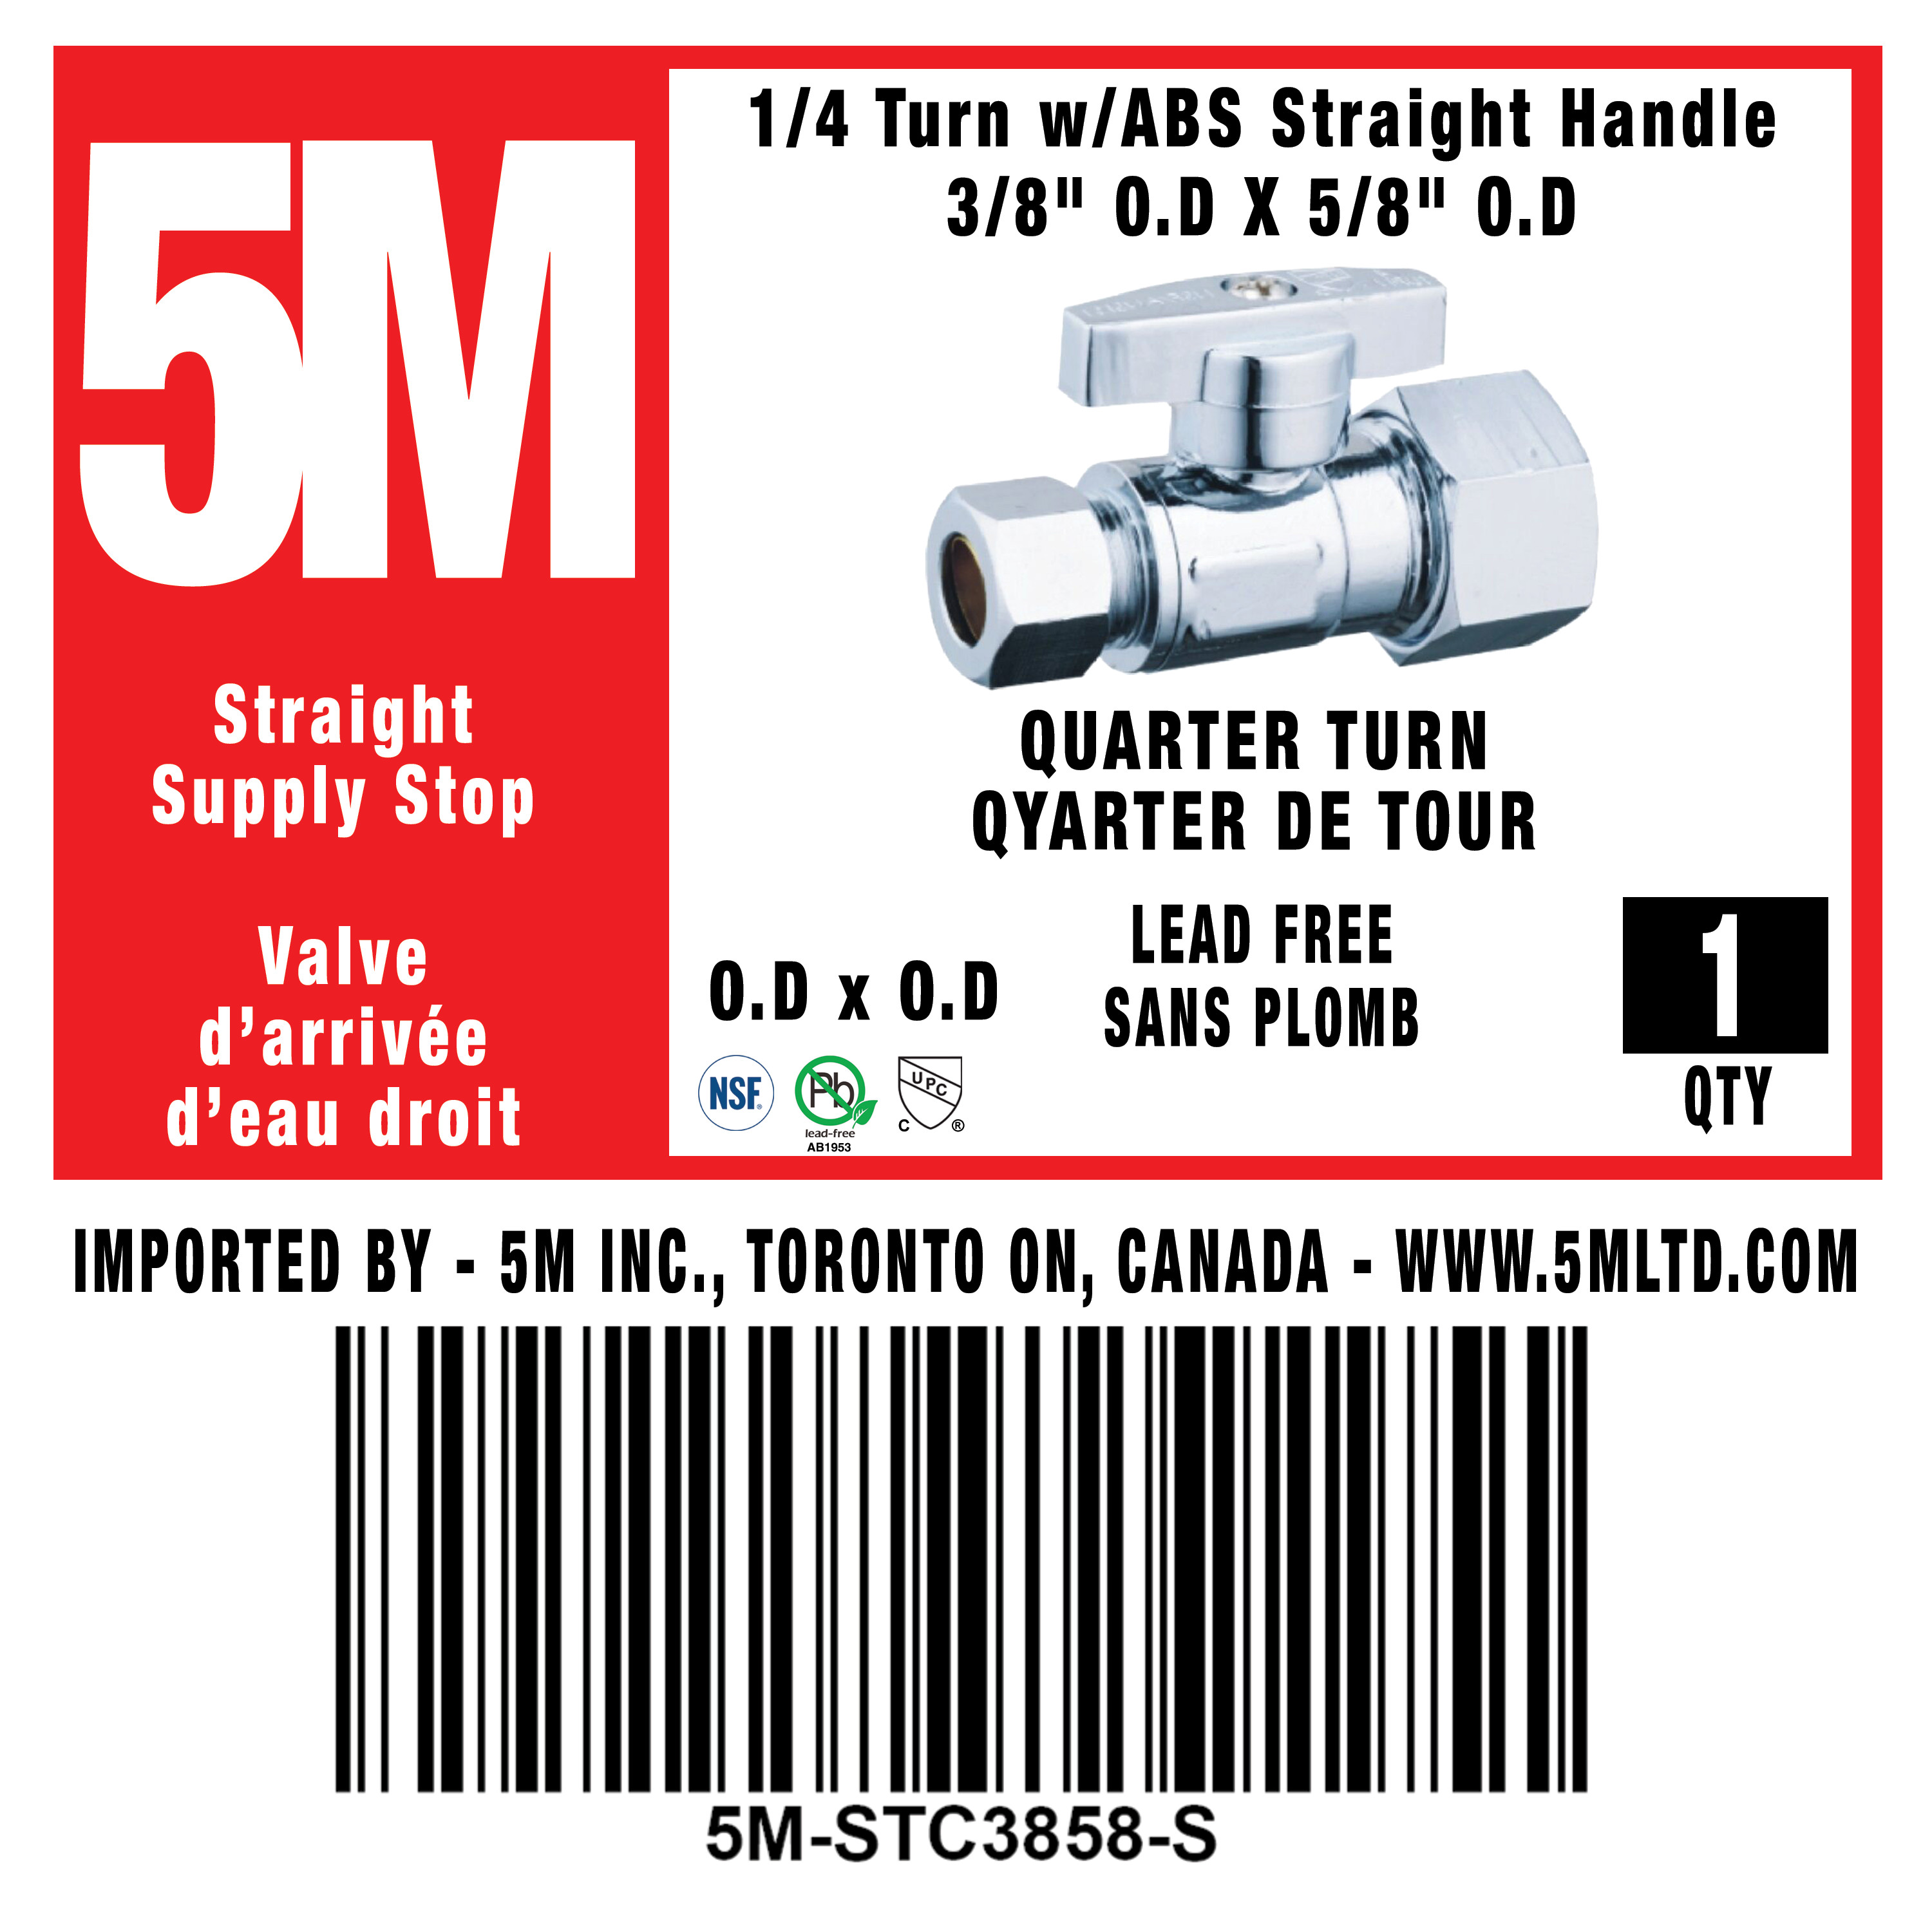 5M
Straight
Supply Stop
Valve
d’arrivée
d’eau droit
1/4 Turn w/ABS Straight Handle
3/8" O.D X 5/8" O.D
QUARTER TURN
QYARTER DE TOUR
O.D x O.D
LEAD FREE
SANS PLOMB
1
QTY
NSF®
Pb
lead-free
AB1953
UPC
C ®
IMPORTED BY - 5M INC., TORONTO ON, CANADA - WWW.5MLTD.COM
5M-STC3858-S